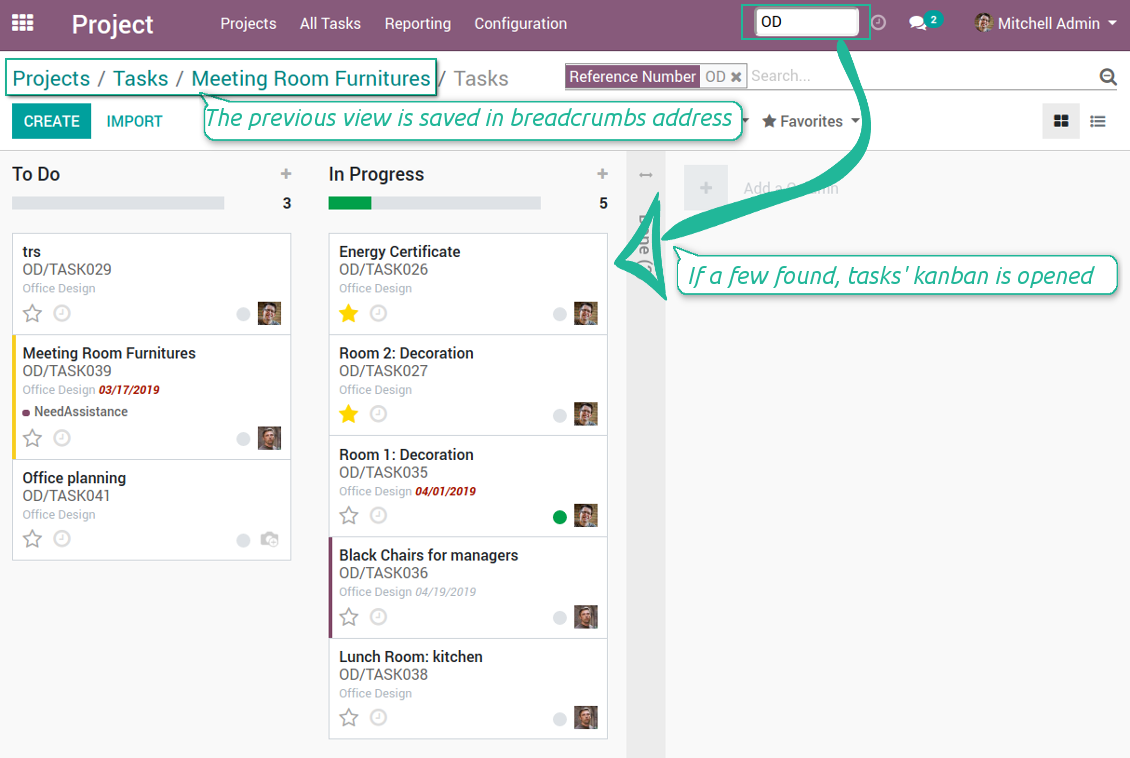 Project
Projects
All Tasks
Reporting
Configuration
OD
2
Mitchell Admin
Projects / Tasks / Meeting Room Furnitures / Tasks
Reference Number OD ✖ Search...
CREATE
IMPORT
The previous view is saved in breadcrumbs address
Favorites
To Do
+
3
In Progress
+
5
Done
+
Add a Column
trs
OD/TASK029
Office Design
Meeting Room Furnitures
OD/TASK039
Office Design 03/17/2019
NeedAssistance
Office planning
OD/TASK041
Office Design
Energy Certificate
OD/TASK026
Office Design
Room 2: Decoration
OD/TASK027
Office Design
Room 1: Decoration
OD/TASK035
Office Design 04/01/2019
Black Chairs for managers
OD/TASK036
Office Design 04/19/2019
Lunch Room: kitchen
OD/TASK038
Office Design
If a few found, tasks' kanban is opened